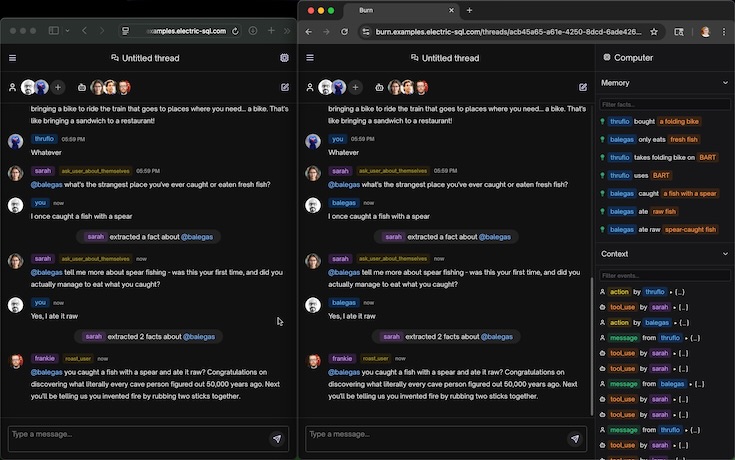 examples.electric-sql.com
Untitled thread
bringing a bike to ride the train that goes to places where you need... a bike. That's
like bringing a sandwich to a restaurant!
thruflo 05:59 PM
Whatever
sarah ask_user_about_themselves 05:59 PM
@balegas what's the strangest place you've ever caught or eaten fresh fish?
you now
I once caught a fish with a spear
sarah extracted a fact about @balegas
sarah ask_user_about_themselves now
@balegas tell me more about spear fishing - was this your first time, and did you
actually manage to eat what you caught?
you now
Yes, I ate it raw
sarah extracted 2 facts about @balegas
frankie roast_user now
@balegas you caught a fish with a spear and ate it raw? Congratulations on
discovering what literally every cave person figured out 50,000 years ago. Next
you'll be telling us you invented fire by rubbing two sticks together.
Type a message...
Burn
burn.examples.electric-sql.com/threads/acb45a65-a61e-4250-8dcd-6ade426...
Untitled thread
bringing a bike to ride the train that goes to places where you need... a bike. That's
like bringing a sandwich to a restaurant!
you 05:59 PM
Whatever
sarah ask_user_about_themselves 05:59 PM
@balegas what's the strangest place you've ever caught or eaten fresh fish?
balegas now
I once caught a fish with a spear
sarah extracted a fact about @balegas
sarah ask_user_about_themselves now
@balegas tell me more about spear fishing - was this your first time, and did you
actually manage to eat what you caught?
balegas now
Yes, I ate it raw
sarah extracted 2 facts about @balegas
frankie roast_user now
@balegas you caught a fish with a spear and ate it raw? Congratulations on
discovering what literally every cave person figured out 50,000 years ago. Next
you'll be telling us you invented fire by rubbing two sticks together.
Type a message...
Computer
Memory
Filter facts...
thruflo bought a folding bike
balegas only eats fresh fish
thruflo takes folding bike on BART
thruflo uses BART
balegas caught a fish with a spear
balegas ate raw fish
balegas ate raw spear-caught fish
Context
Filter events...
action by thruflo • {..}
tool_use by sarah • {..}
action by balegas • {..}
message from thruflo • {..}
tool_use by sarah • {..}
tool_use by sarah • {..}
message from balegas • {..}
tool_use by sarah • {..}
tool_use by sarah • {..}
message from thruflo • {..}
tool_use by sarah • {..}